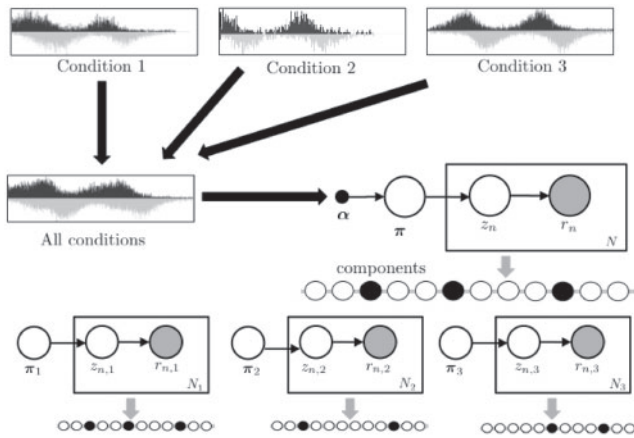 Condition 1
Condition 2
Condition 3
All conditions
α
π
z_n
r_n
N
components
π_1
z_{n,1}
r_{n,1}
N_1
π_2
z_{n,2}
r_{n,2}
N_2
π_3
z_{n,3}
r_{n,3}
N_3